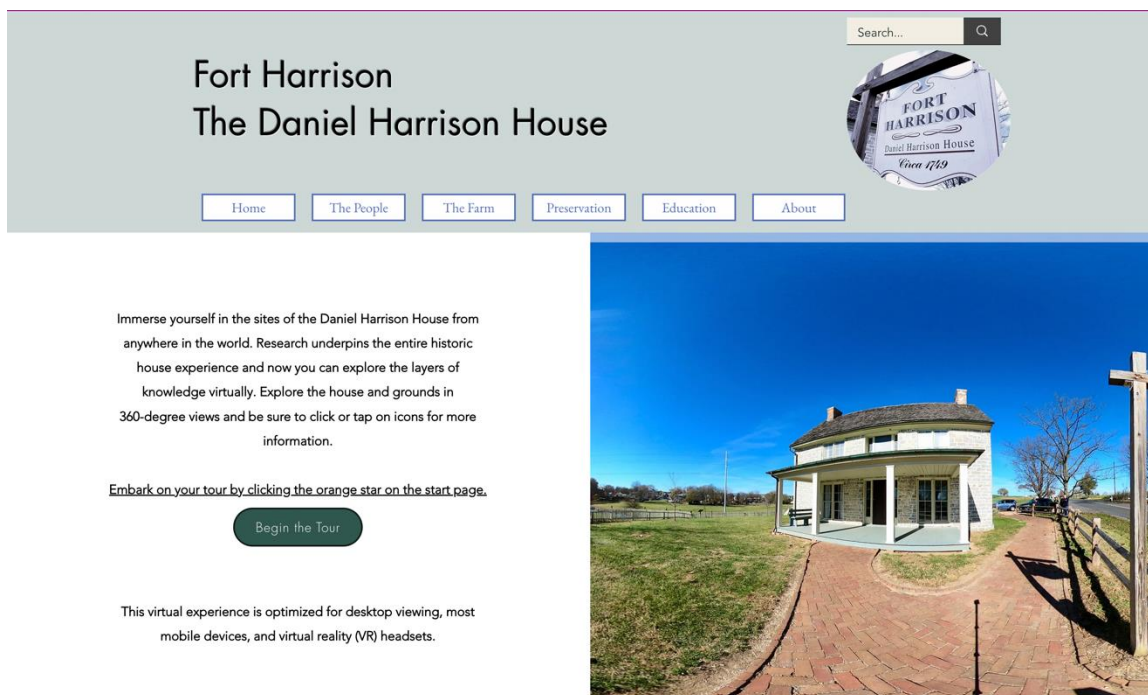 Search...
Fort Harrison
The Daniel Harrison House
FORT
HARRISON
Daniel Harrison House
Circa 1749
Home
The People
The Farm
Preservation
Education
About
Immerse yourself in the sites of the Daniel Harrison House from
anywhere in the world. Research underpins the entire historic
house experience and now you can explore the layers of
knowledge virtually. Explore the house and grounds in
360-degree views and be sure to click or tap on icons for more
information.
Embark on your tour by clicking the orange star on the start page.
Begin the Tour
This virtual experience is optimized for desktop viewing, most
mobile devices, and virtual reality (VR) headsets.